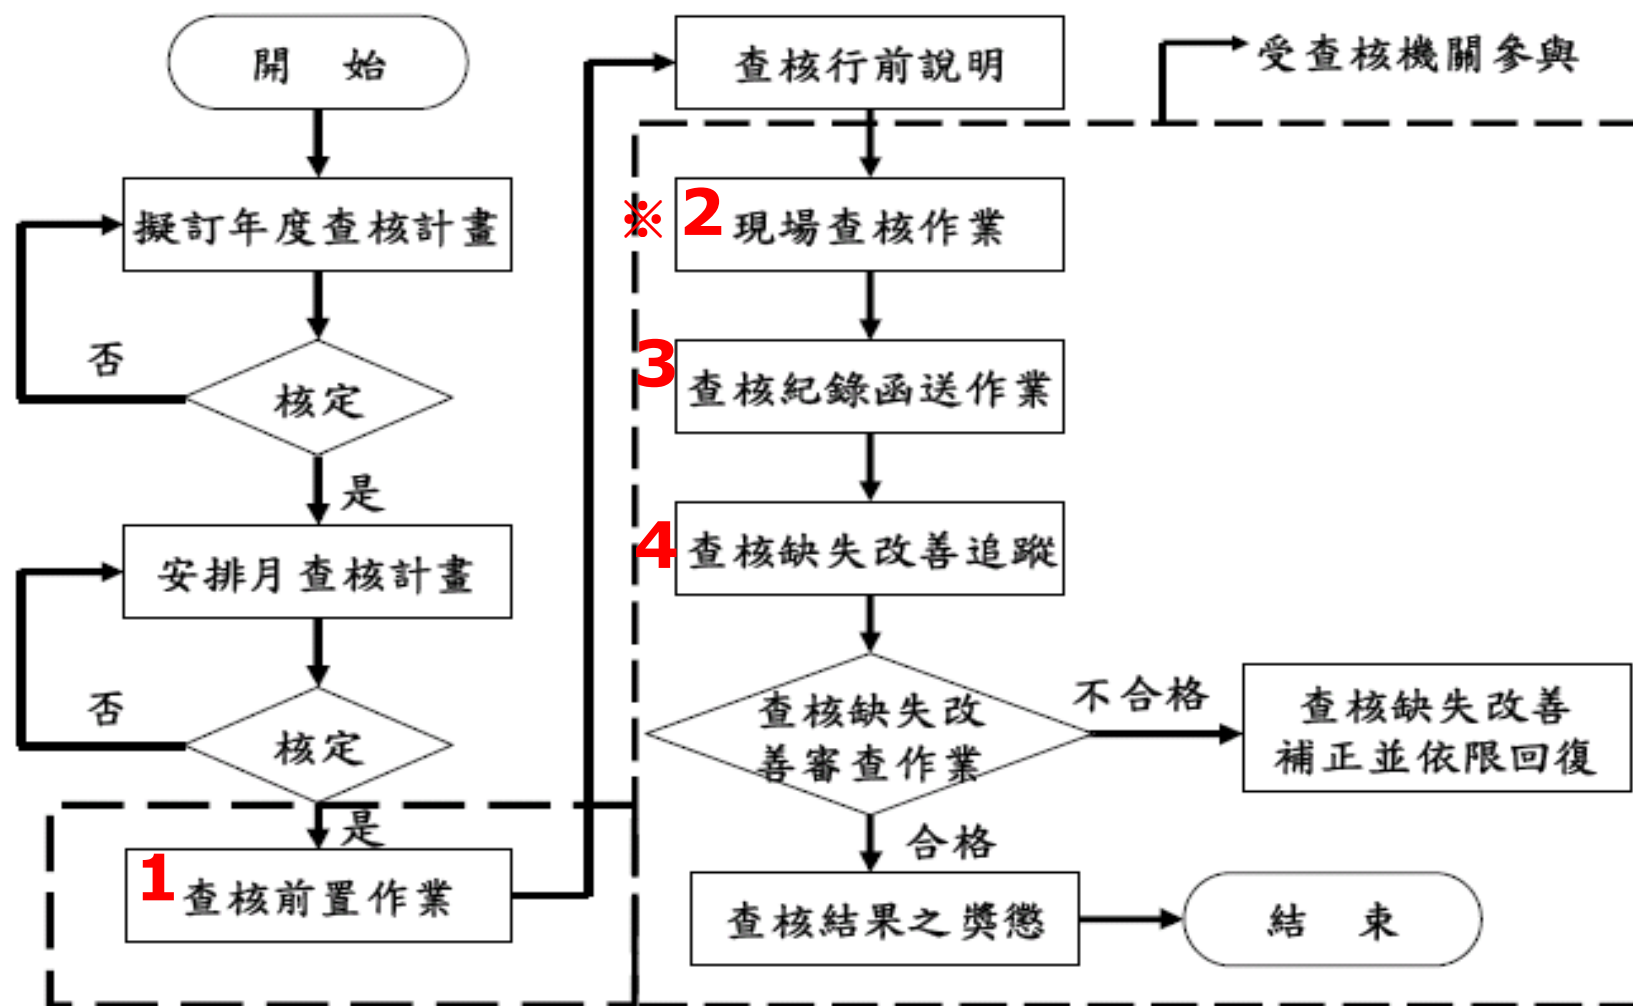 開 始
擬訂年度查核計畫
否
核定
是
安排月查核計畫
否
核定
是
1
查核前置作業
查核行前說明
受查核機關參與
※2
現場查核作業
3
查核紀錄函送作業
4
查核缺失改善追蹤
查核缺失改
善審查作業
不合格
查核缺失改善
補正並依限回復
合格
查核結果之獎懲
結 束